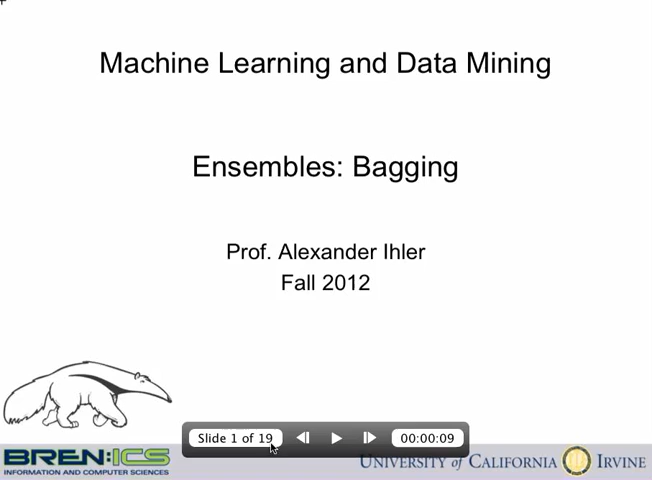 Machine Learning and Data Mining
Ensembles: Bagging
Prof. Alexander Ihler
Fall 2012
Slide 1 of 19
00:00:09
BREN:ICS
INFORMATION AND COMPUTER SCIENCES
UNIVERSITY of CALIFORNIA IRVINE